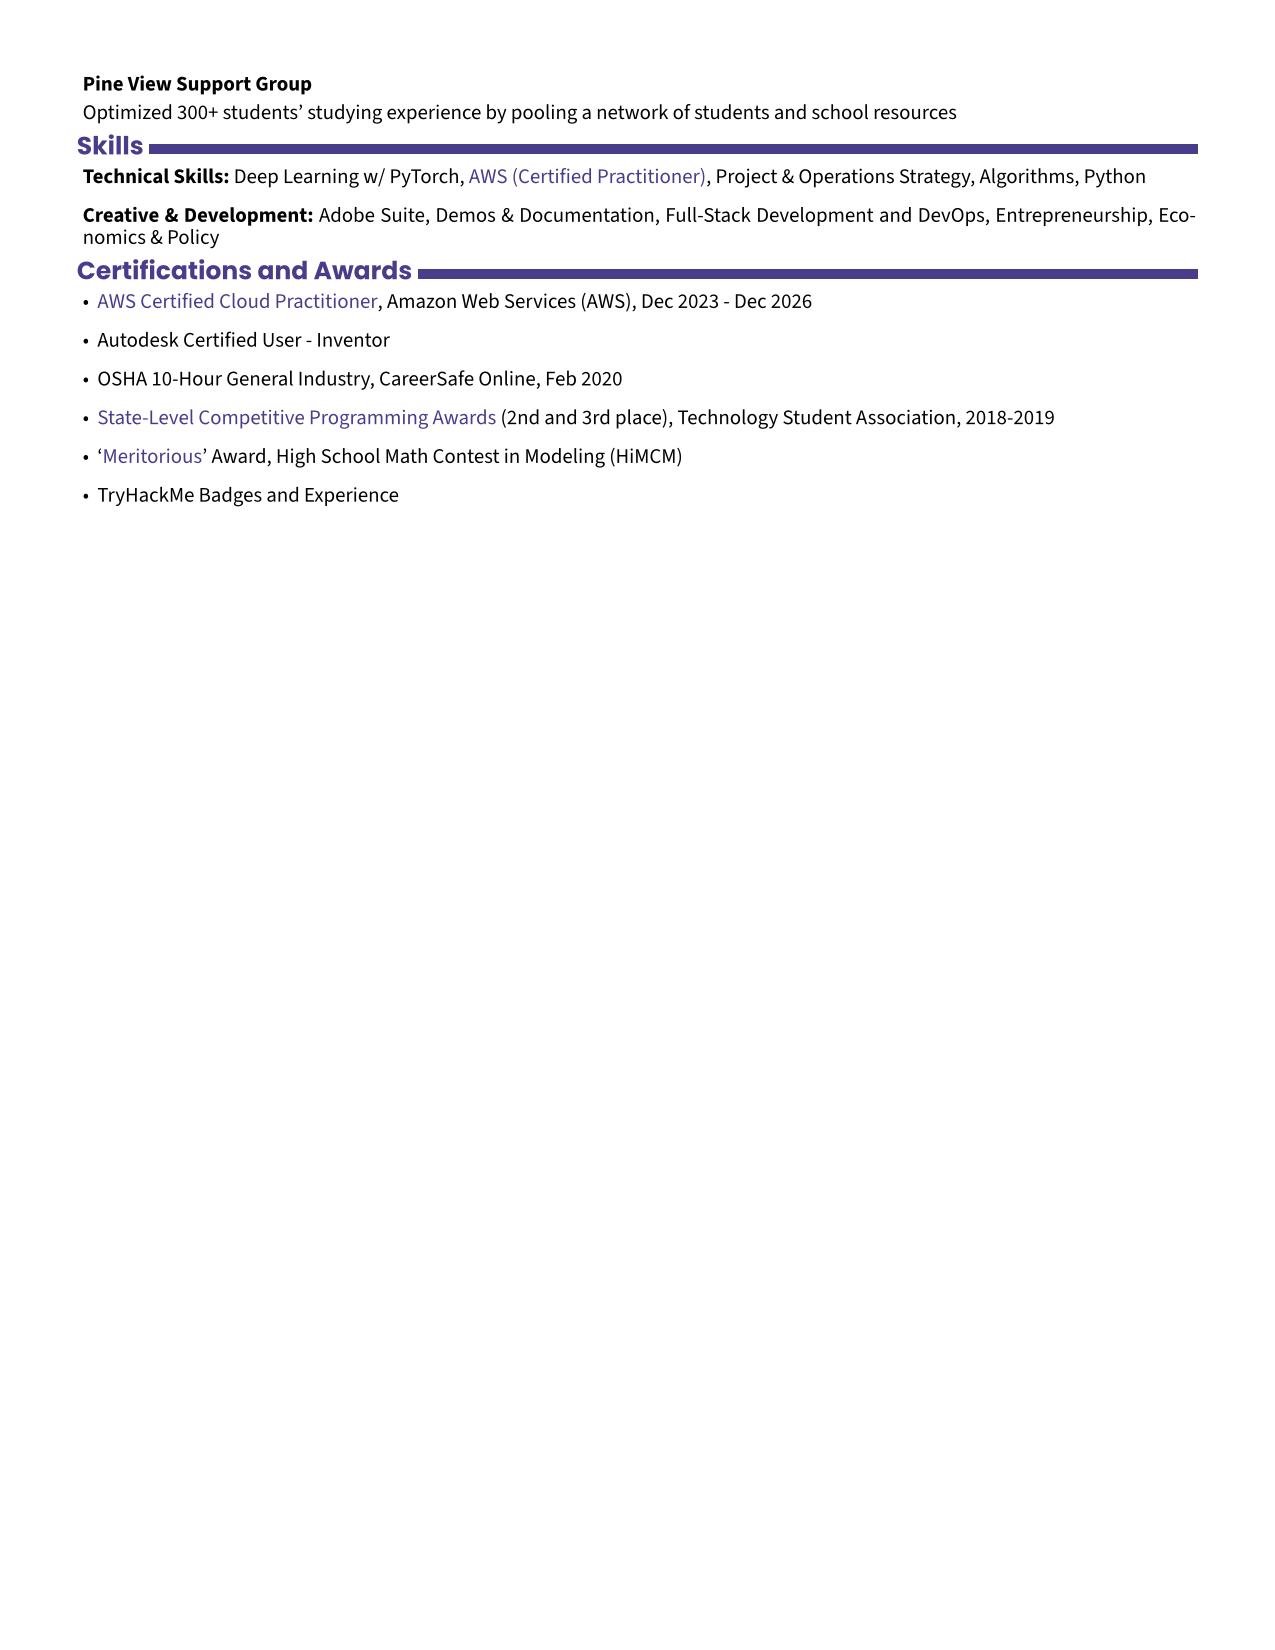 Pine View Support Group
Optimized 300+ students’ studying experience by pooling a network of students and school resources
Skills
Technical Skills: Deep Learning w/ PyTorch, AWS (Certified Practitioner), Project & Operations Strategy, Algorithms, Python
Creative & Development: Adobe Suite, Demos & Documentation, Full-Stack Development and DevOps, Entrepreneurship, Eco-
nomics & Policy
Certifications and Awards
• AWS Certified Cloud Practitioner, Amazon Web Services (AWS), Dec 2023 - Dec 2026
• Autodesk Certified User - Inventor
• OSHA 10-Hour General Industry, CareerSafe Online, Feb 2020
• State-Level Competitive Programming Awards (2nd and 3rd place), Technology Student Association, 2018-2019
• ‘Meritorious’ Award, High School Math Contest in Modeling (HiMCM)
• TryHackMe Badges and Experience